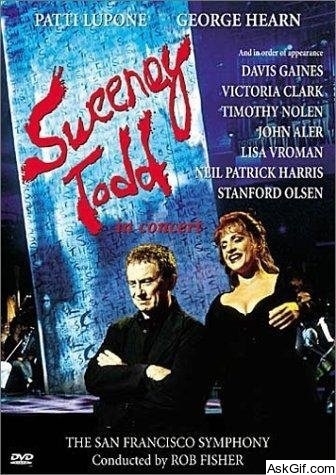 PATTI LUPONE GEORGE HEARN
And in order of appearance
DAVIS GAINES
VICTORIA CLARK
TIMOTHY NOLEN
JOHN ALER
LISA VROMAN
NEIL PATRICK HARRIS
STANFORD OLSEN
Sweeney
Todd
in concert
DVD
THE SAN FRANCISCO SYMPHONY
Conducted by ROB FISHER
AskGif.com